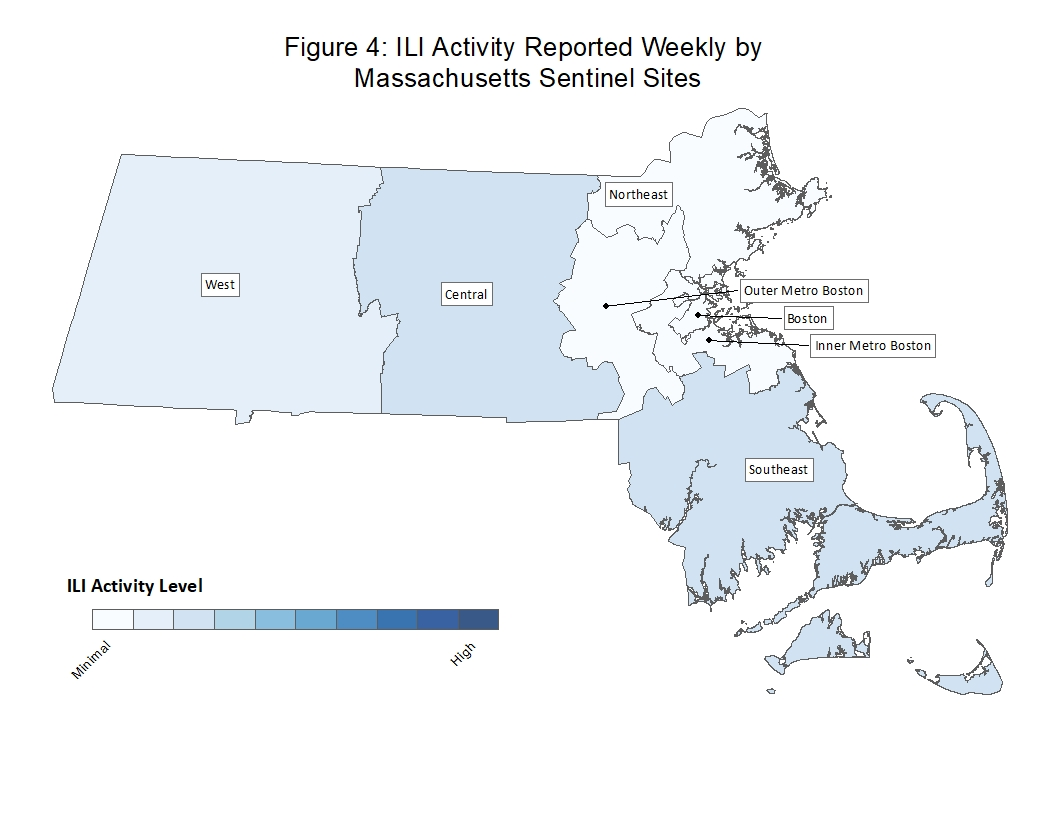 Figure 4: ILI Activity Reported Weekly by
Massachusetts Sentinel Sites
Northeast
West
Central
Outer Metro Boston
Boston
Inner Metro Boston
Southeast
ILI Activity Level
Minimal
High